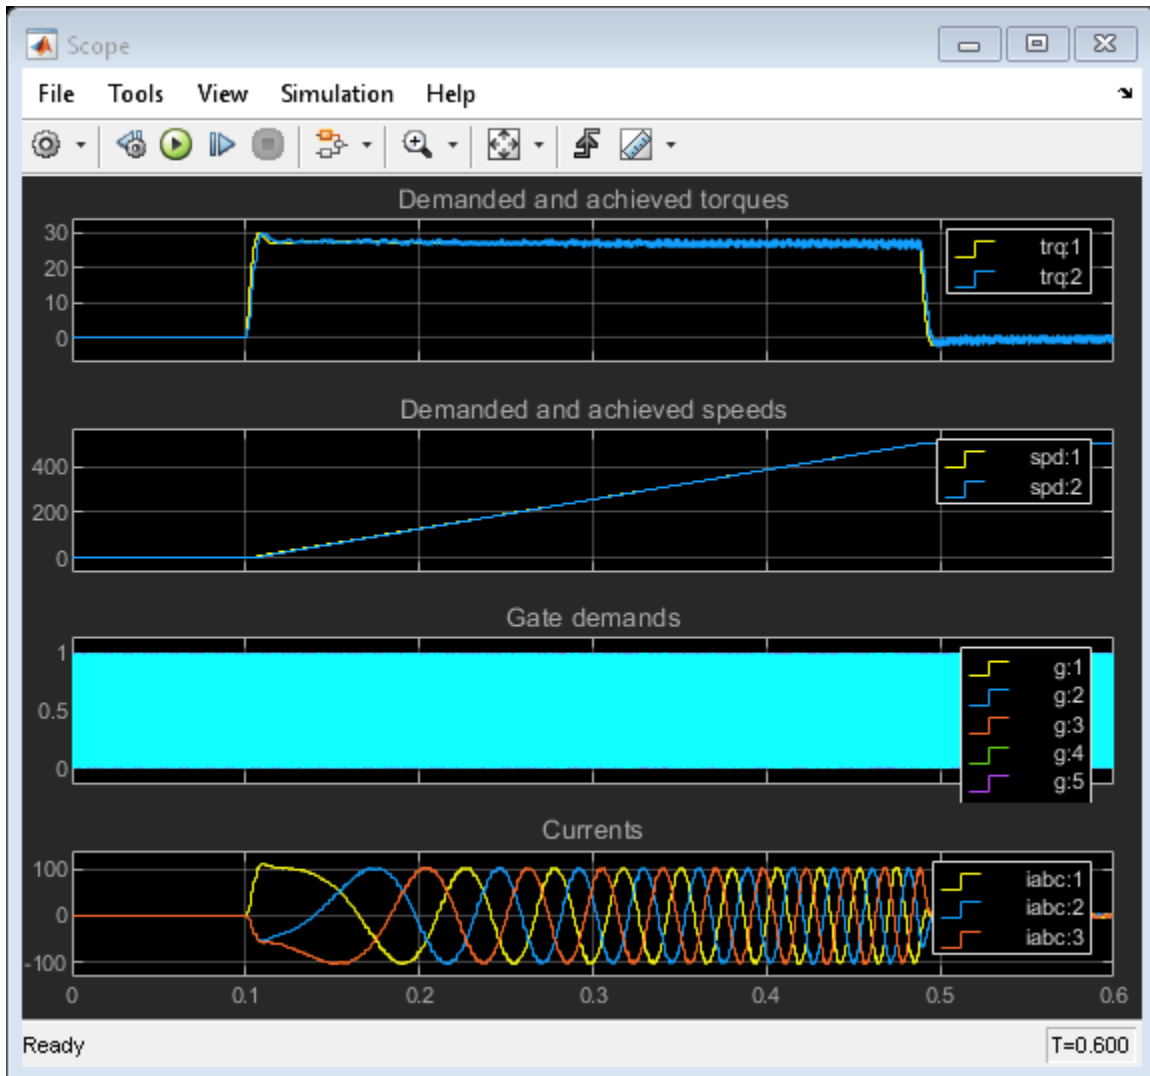 Scope
File Tools View Simulation Help
Demanded and achieved torques
30
20
10
0
trq:1
trq:2
Demanded and achieved speeds
400
200
0
spd:1
spd:2
Gate demands
1
0.5
0
g:1
g:2
g:3
g:4
g:5
Currents
100
0
-100
iabc:1
iabc:2
iabc:3
0 0.1 0.2 0.3 0.4 0.5 0.6
Ready T=0.600